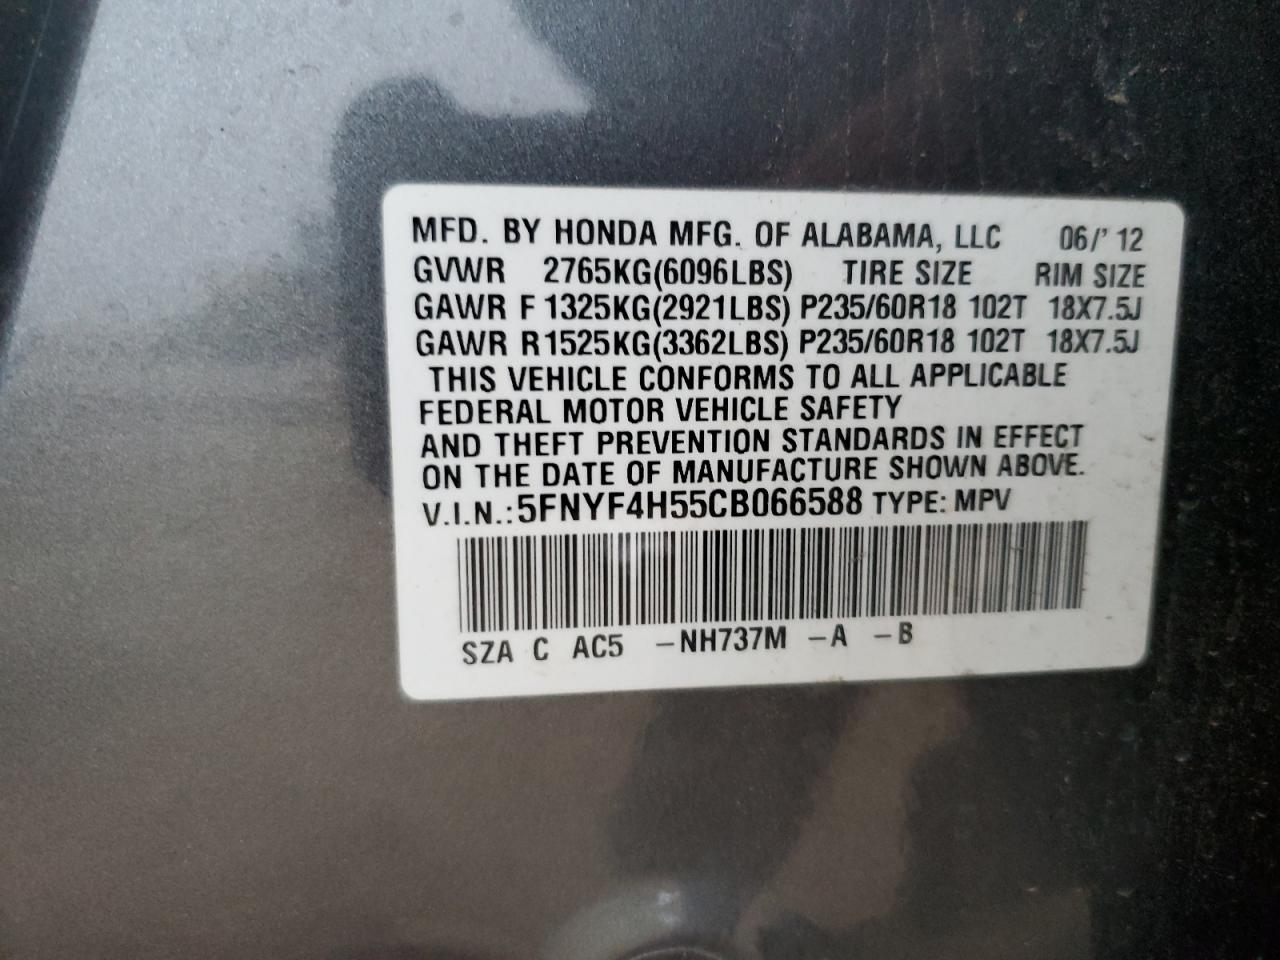 MFD. BY HONDA MFG. OF ALABAMA, LLC 06/' 12
GVWR 2765KG(6096LBS) TIRE SIZE RIM SIZE
GAWR F 1325KG(2921LBS) P235/60R18 102T 18X7.5J
GAWR R 1525KG(3362LBS) P235/60R18 102T 18X7.5J
THIS VEHICLE CONFORMS TO ALL APPLICABLE
FEDERAL MOTOR VEHICLE SAFETY
AND THEFT PREVENTION STANDARDS IN EFFECT
ON THE DATE OF MANUFACTURE SHOWN ABOVE.
V.I.N.: 5FNYF4H55CB066588 TYPE: MPV
SZA C AC5 -NH737M -A -B